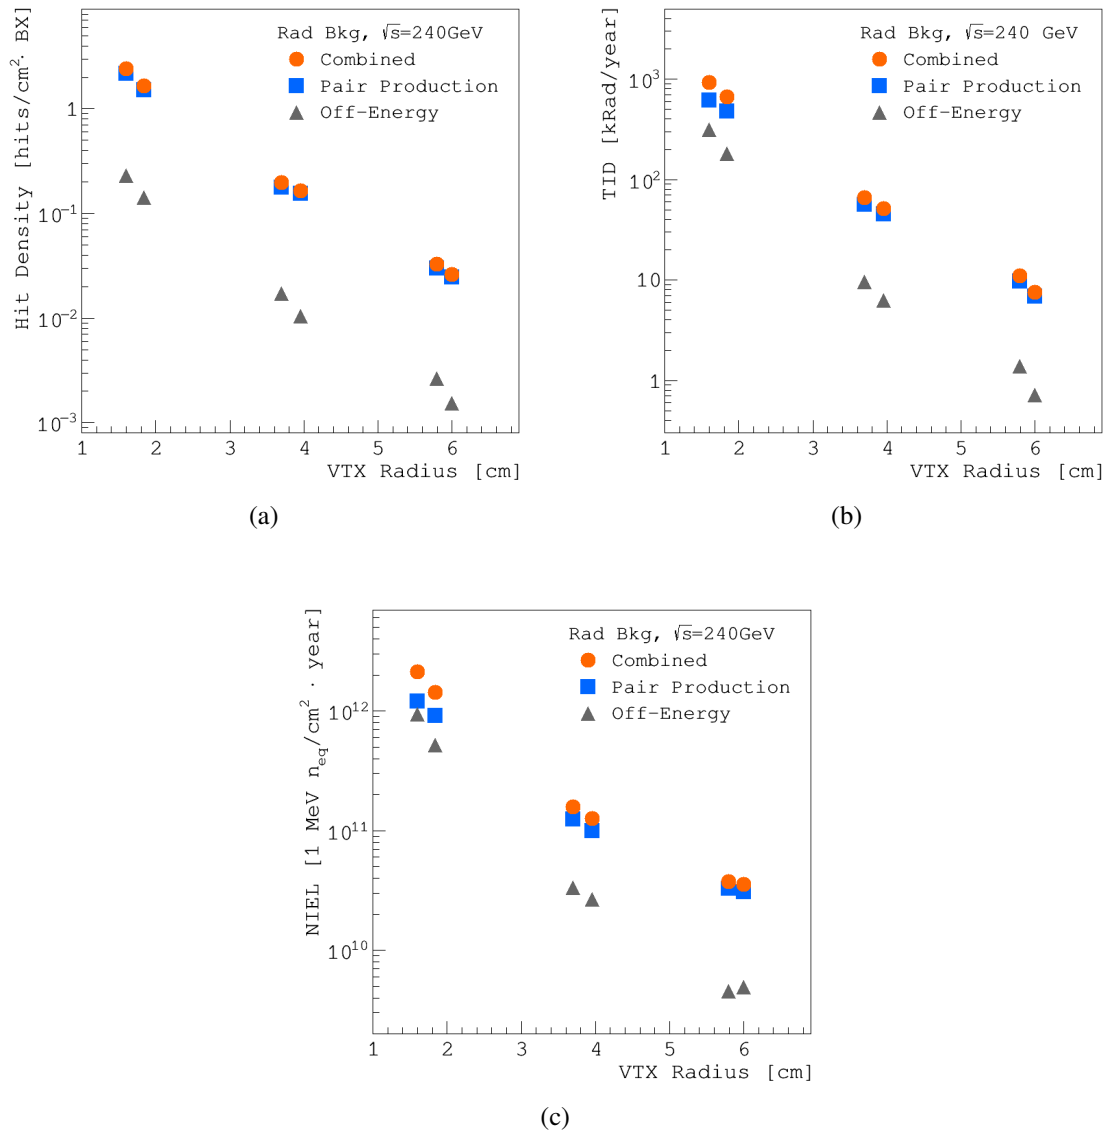 Hit Density [hits/cm²· BX]
Rad Bkg, √s=240GeV
Combined
Pair Production
Off-Energy
1
10⁻¹
10⁻²
10⁻³
1 2 3 4 5 6
VTX Radius [cm]
(a)
TID [kRad/year]
Rad Bkg, √s=240 GeV
Combined
Pair Production
Off-Energy
10³
10²
10
1
1 2 3 4 5 6
VTX Radius [cm]
(b)
NIEL [1 MeV n_eq/cm² · year]
Rad Bkg, √s=240GeV
Combined
Pair Production
Off-Energy
10¹²
10¹¹
10¹⁰
1 2 3 4 5 6
VTX Radius [cm]
(c)